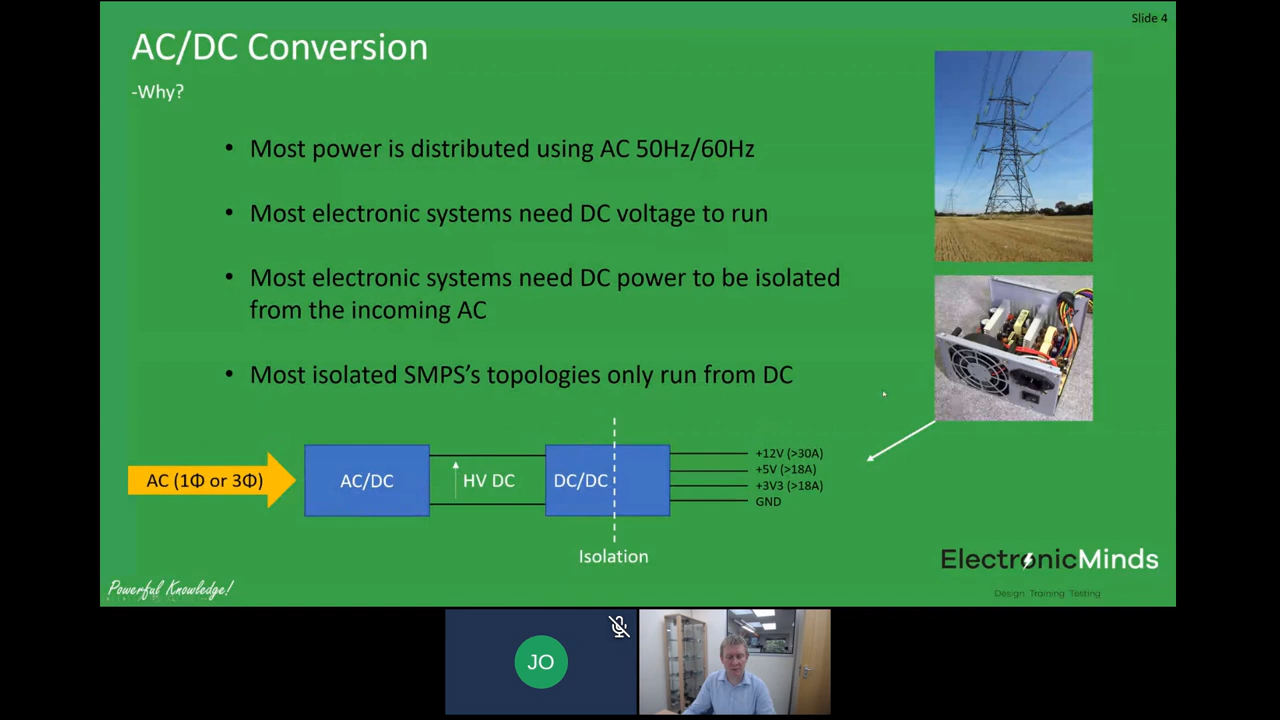 Slide 4
AC/DC Conversion
-Why?
• Most power is distributed using AC 50Hz/60Hz
• Most electronic systems need DC voltage to run
• Most electronic systems need DC power to be isolated
from the incoming AC
• Most isolated SMPS's topologies only run from DC
AC (1Φ or 3Φ)
AC/DC
HV DC
DC/DC
+12V (>30A)
+5V (>18A)
+3V3 (>18A)
GND
Isolation
ElectronicMinds
Design Training Testing
Powerful Knowledge!
JO